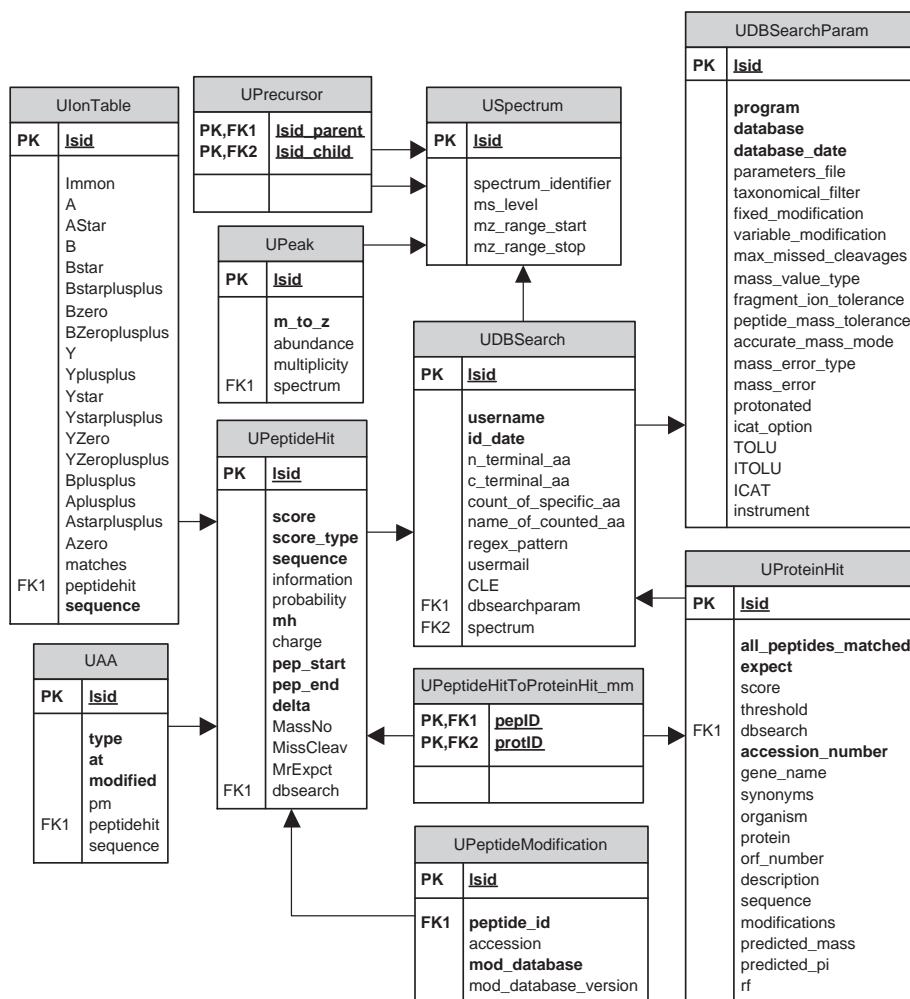 UIonTable
PK lsid
Immon
A
AStar
B
Bstar
Bstarplusplus
Bzero
BZeroplusplus
Y
Yplusplus
Ystar
Ystarplusplus
YZero
YZeroplusplus
Bplusplus
Aplusplus
Astarplusplus
Azero
matches
FK1 peptidehit
sequence
UPrecursor
PK,FK1 lsid_parent
PK,FK2 lsid_child
USpectrum
PK lsid
spectrum_identifier
ms_level
mz_range_start
mz_range_stop
UDBSearchParam
PK lsid
program
database
database_date
parameters_file
taxonomical_filter
fixed_modification
variable_modification
max_missed_cleavages
mass_value_type
fragment_ion_tolerance
peptide_mass_tolerance
accurate_mass_mode
mass_error_type
mass_error
protonated
icat_option
TOLU
ITOLU
ICAT
instrument
UPeak
PK lsid
m_to_z
abundance
multiplicity
FK1 spectrum
UDBSearch
PK lsid
username
id_date
n_terminal_aa
c_terminal_aa
count_of_specific_aa
name_of_counted_aa
regex_pattern
usermail
CLE
FK1 dbsearchparam
FK2 spectrum
UPeptideHit
PK lsid
score
score_type
sequence
information
probability
mh
charge
pep_start
pep_end
delta
MassNo
MissCleav
MrExpct
FK1 dbsearch
UProteinHit
PK lsid
all_peptides_matched
expect
score
threshold
FK1 dbsearch
accession_number
gene_name
synonyms
organism
protein
orf_number
description
sequence
modifications
predicted_mass
predicted_pi
rf
UAA
PK lsid
type
at
modified
pm
FK1 peptidehit
sequence
UPeptideHitToProteinHit_mm
PK,FK1 pepID
PK,FK2 protID
UPeptideModification
PK lsid
FK1 peptide_id
accession
mod_database
mod_database_version